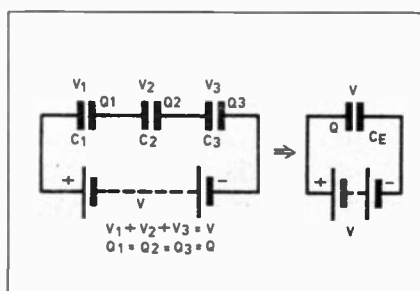 V1 V2 V3
Q1 Q2 Q3
C1 C2 C3
+ V -
V1 + V2 + V3 = V
Q1 = Q2 = Q3 = Q
⇒
V
Q
CE
+ -
V